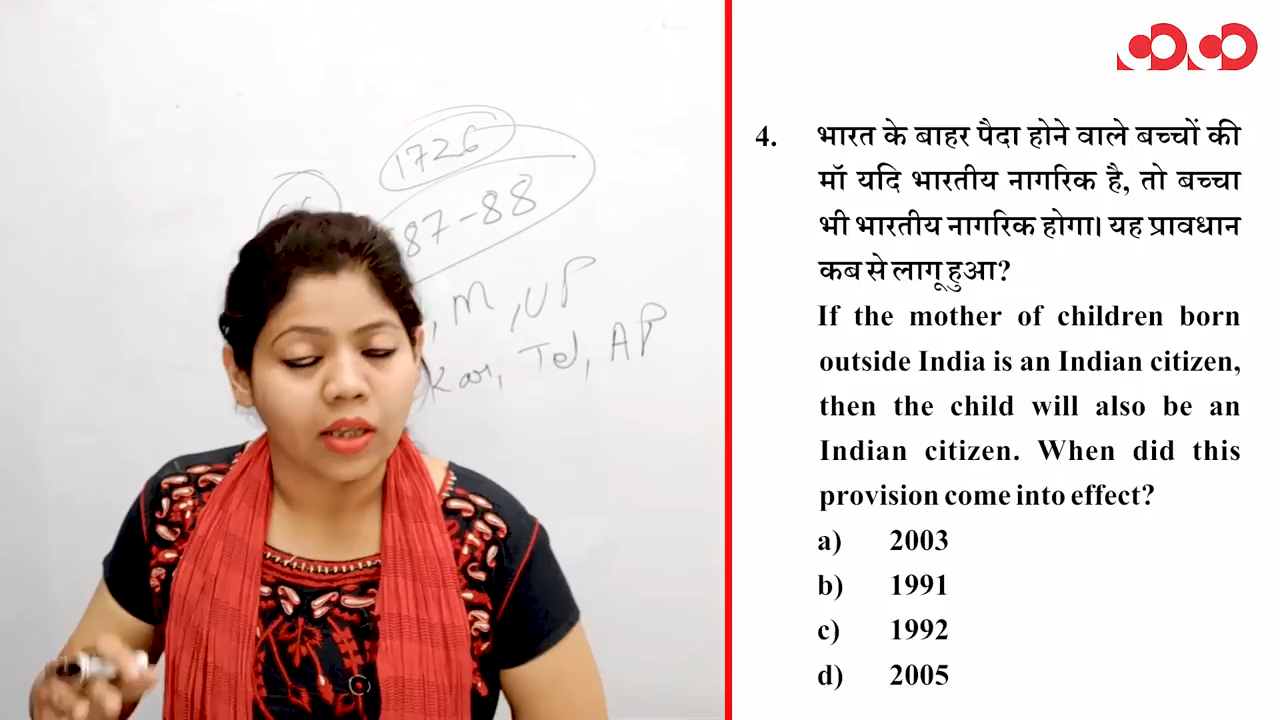 1726
87-88
, M, UP
Kar, Tel, AP
4. भारत के बाहर पैदा होने वाले बच्चों की
मॉ यदि भारतीय नागरिक है, तो बच्चा
भी भारतीय नागरिक होगा। यह प्रावधान
कब से लागू हुआ?
If the mother of children born
outside India is an Indian citizen,
then the child will also be an
Indian citizen. When did this
provision come into effect?
a) 2003
b) 1991
c) 1992
d) 2005